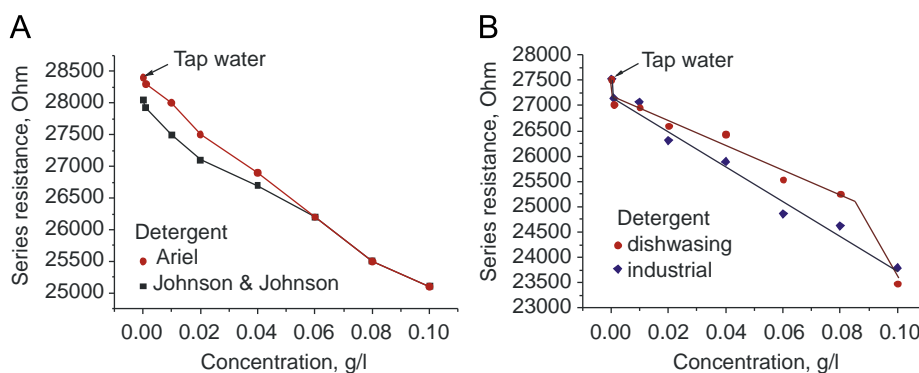 A
Series resistance, Ohm
28500
28000
27500
27000
26500
26000
25500
25000
Tap water
Detergent
Ariel
Johnson & Johnson
0.00 0.02 0.04 0.06 0.08 0.10
Concentration, g/l
B
Series resistance, Ohm
28000
27500
27000
26500
26000
25500
25000
24500
24000
23500
23000
Tap water
Detergent
dishwasing
industrial
0.00 0.02 0.04 0.06 0.08 0.10
Concentration, g/l